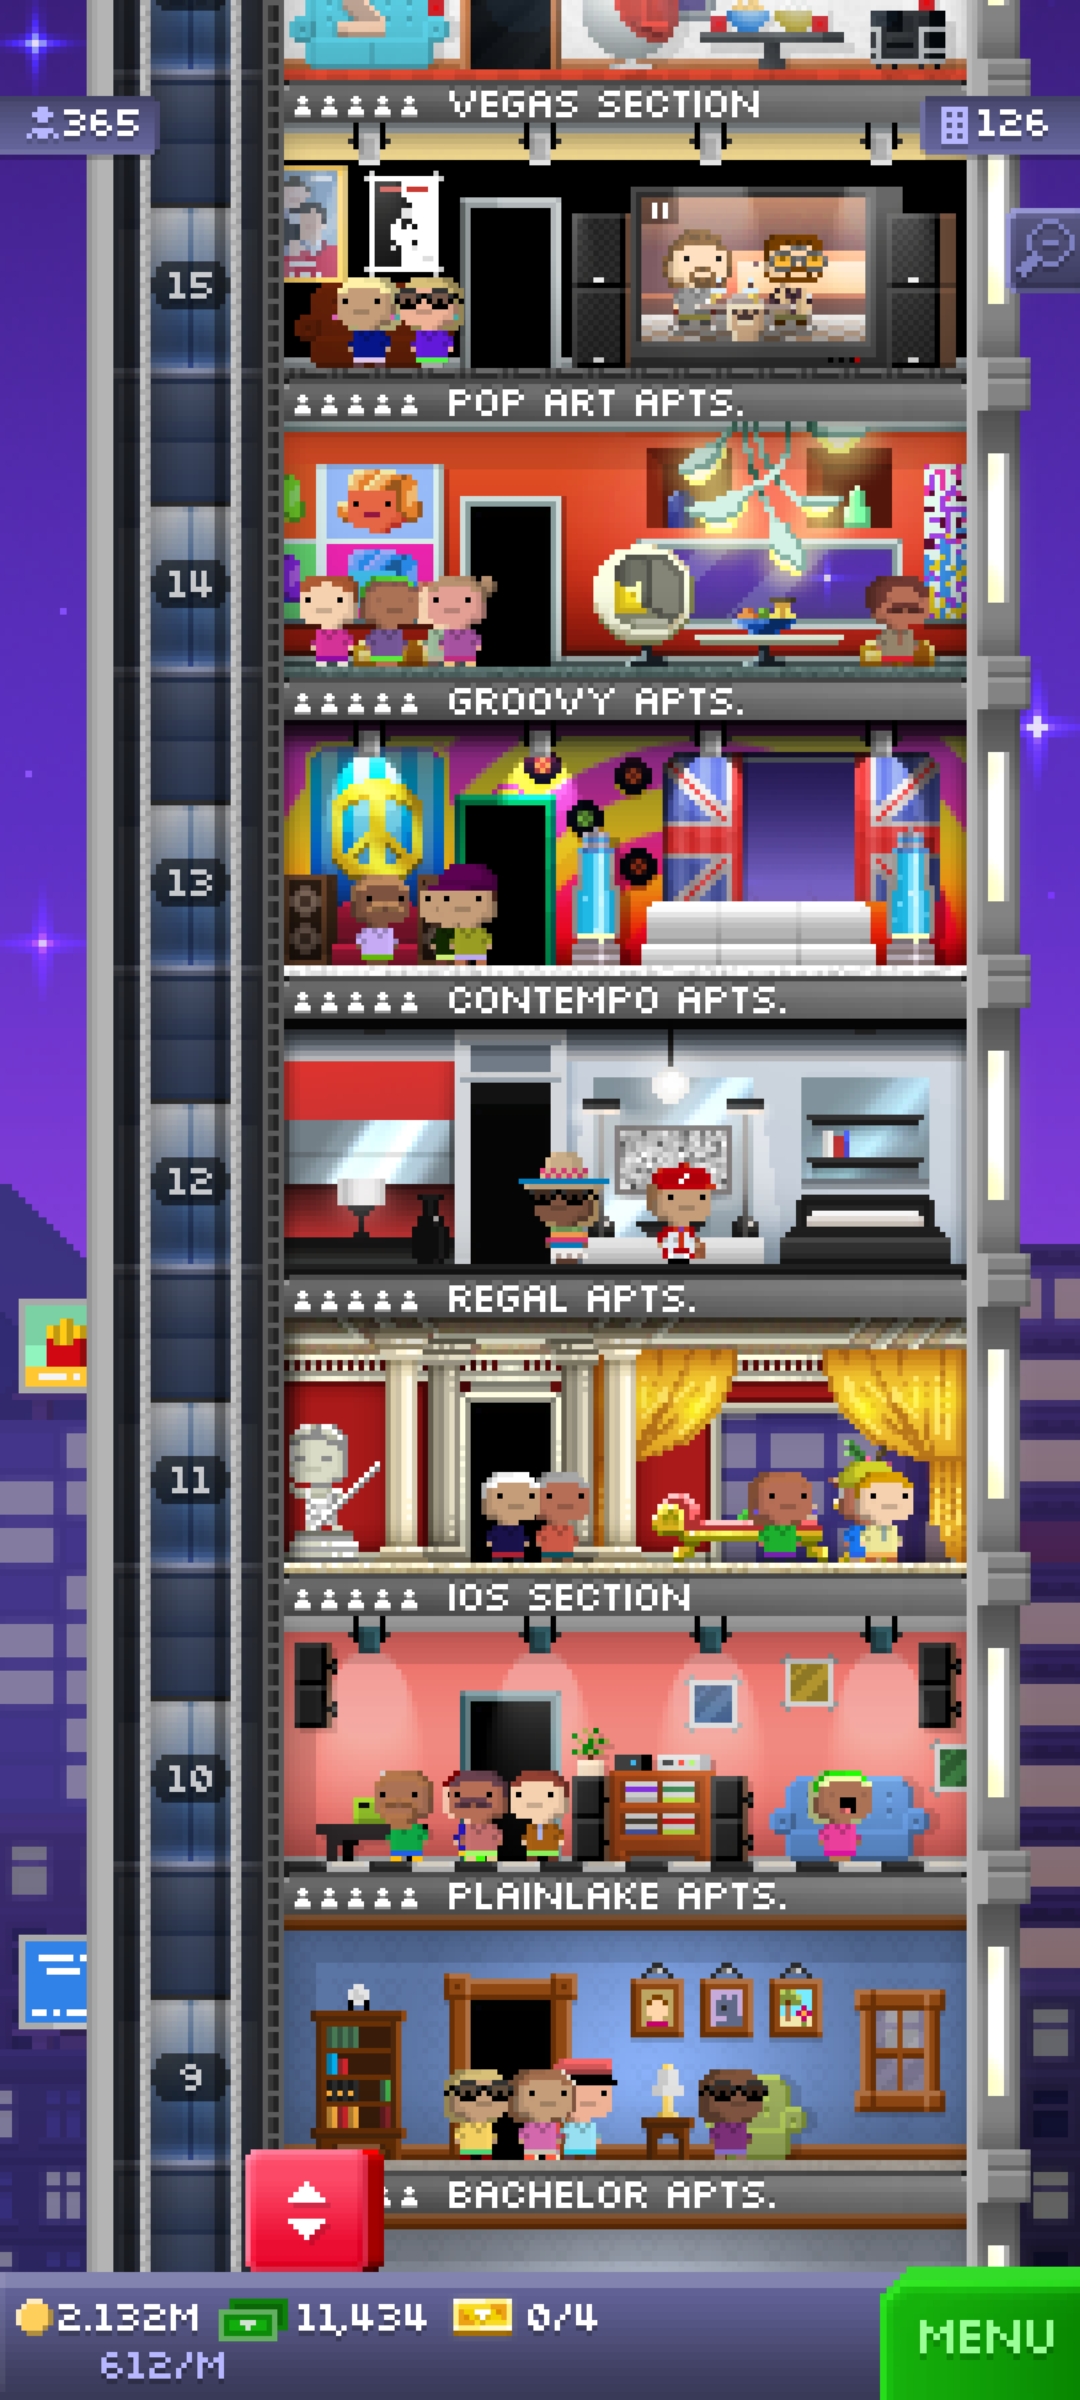 VEGAS SECTION
365
126
15
POP ART APTS.
14
GROOVY APTS.
13
CONTEMPO APTS.
12
REGAL APTS.
11
IOS SECTION
10
PLAINLAKE APTS.
9
BACHELOR APTS.
2.132M
11,434
0/4
612/M
MENU